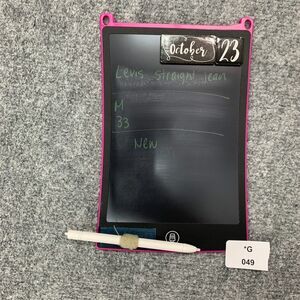 October 23
Levis straight jean
M
33
New
*G
049